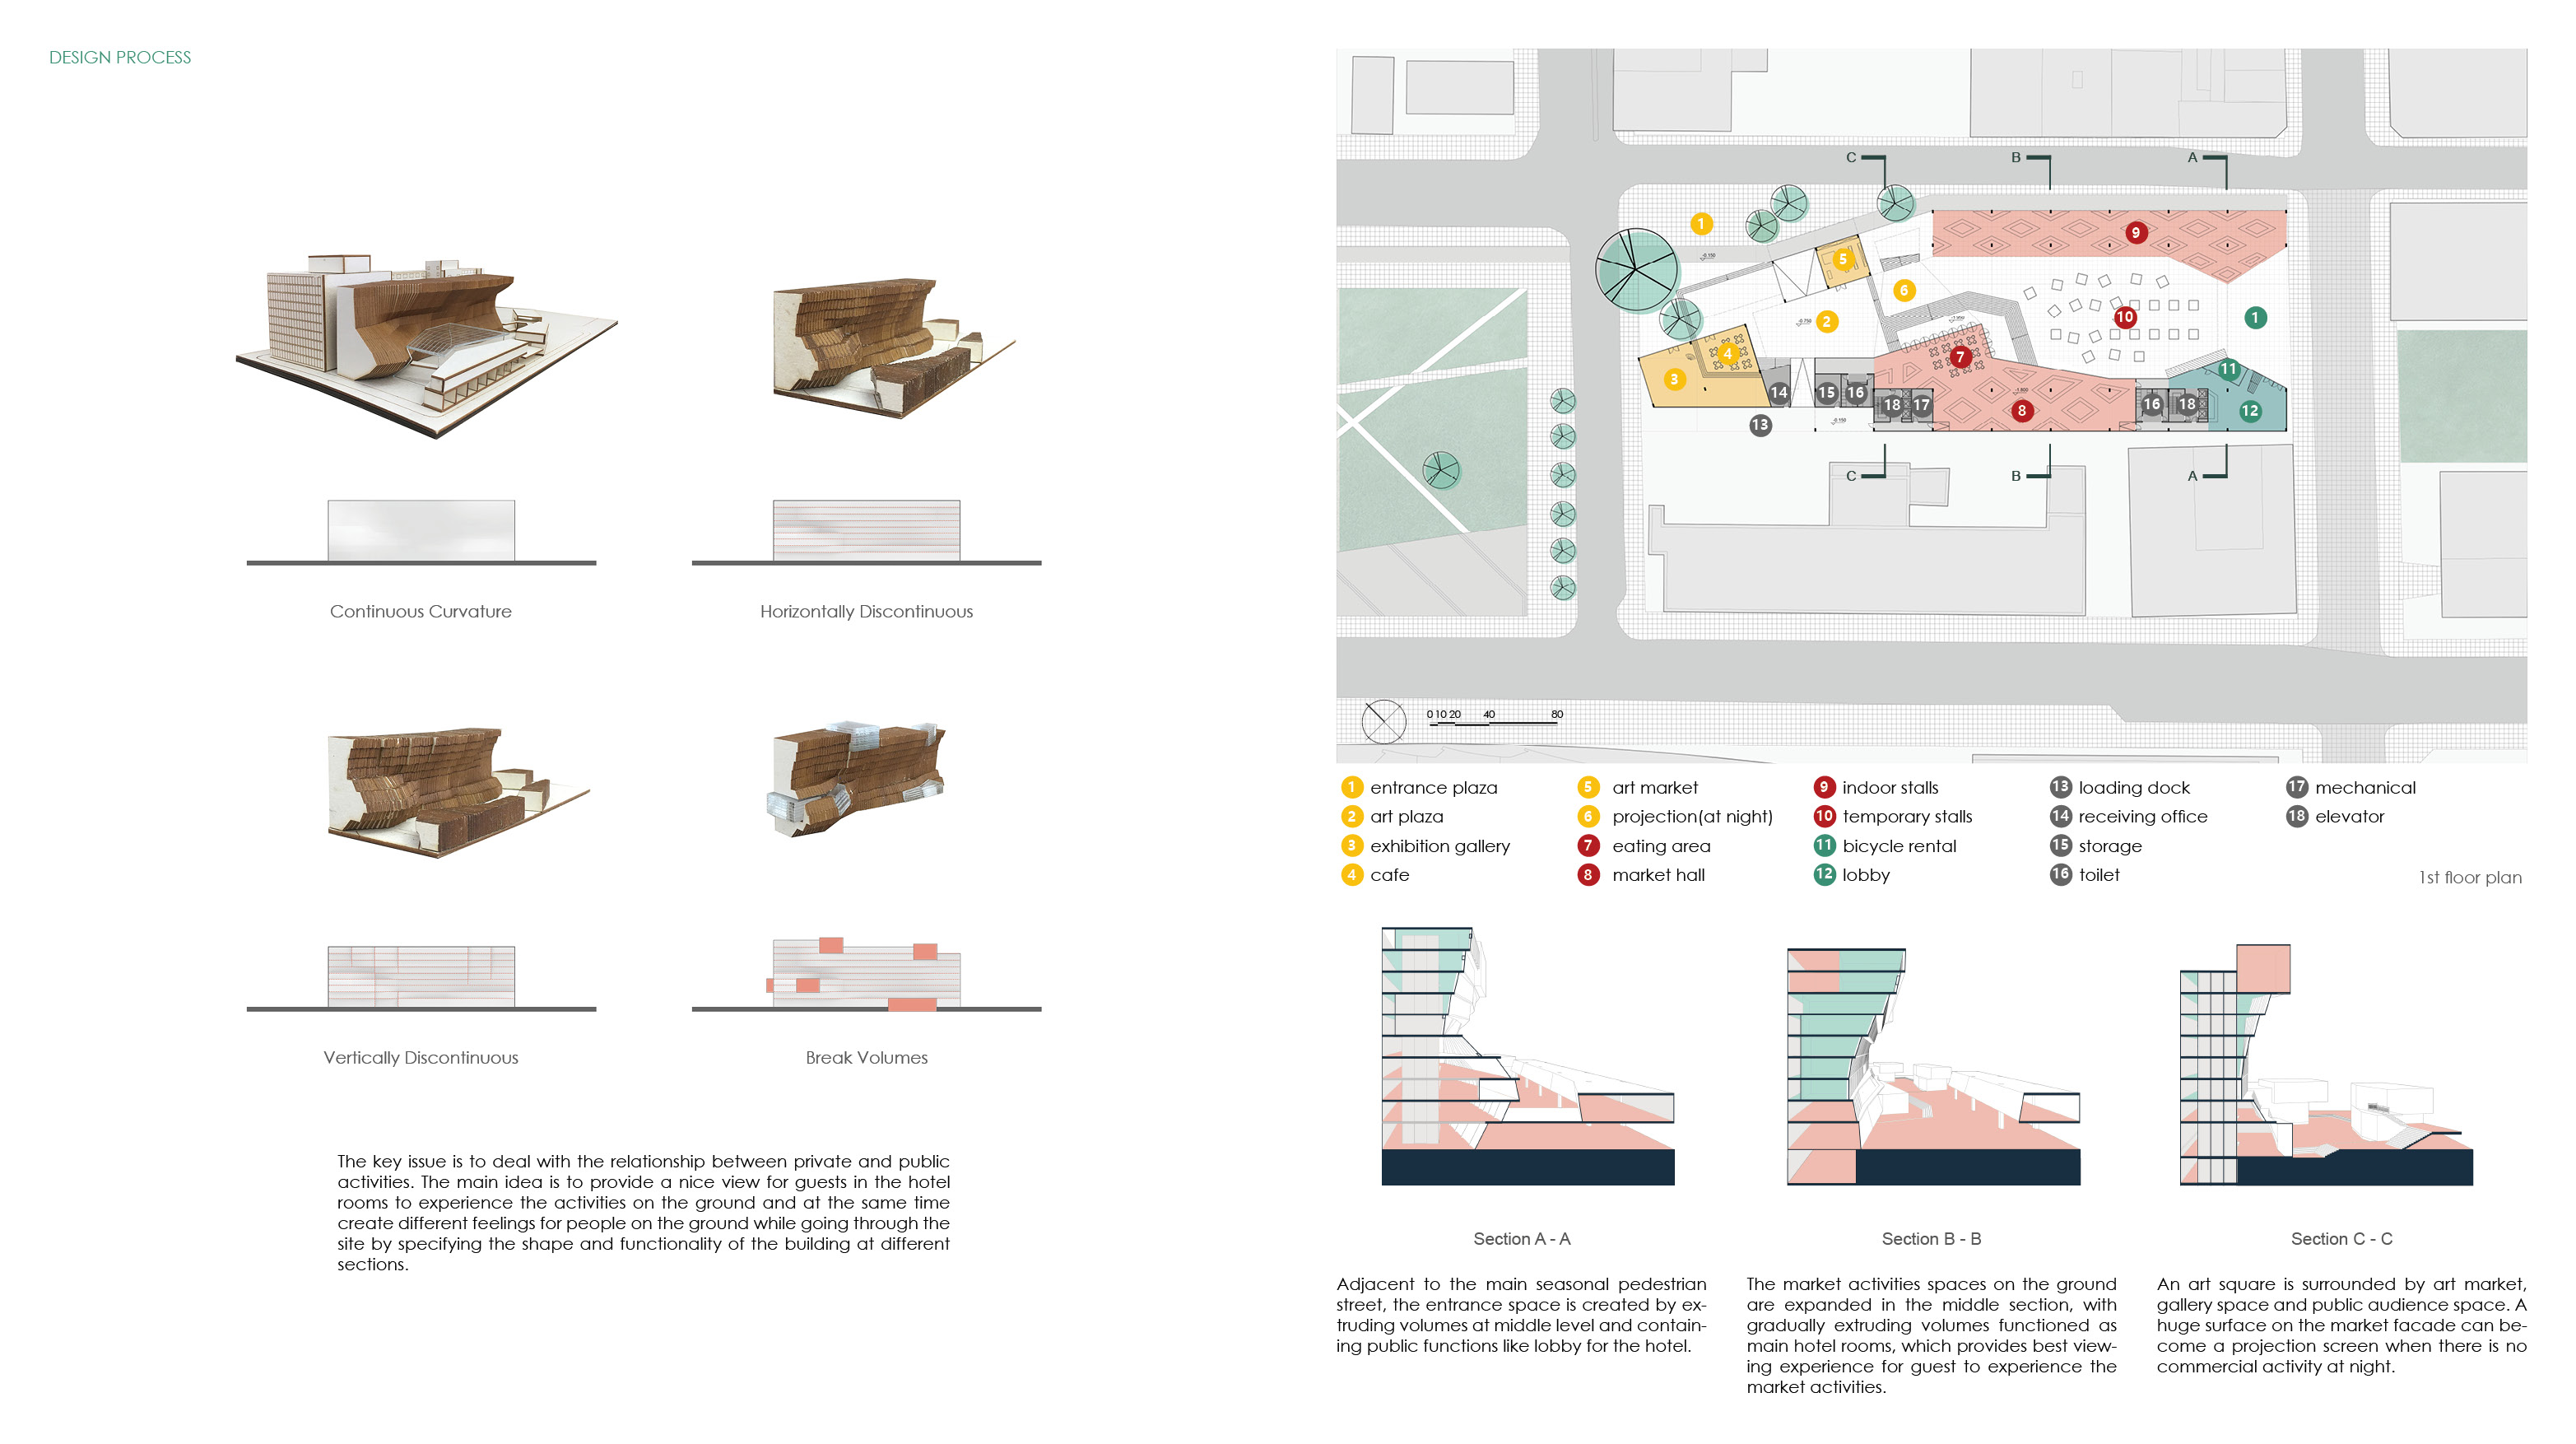 DESIGN PROCESS
Continuous Curvature
Horizontally Discontinuous
Vertically Discontinuous
Break Volumes
The key issue is to deal with the relationship between private and public
activities. The main idea is to provide a nice view for guests in the hotel
rooms to experience the activities on the ground and at the same time
create different feelings for people on the ground while going through the
site by specifying the shape and functionality of the building at different
sections.
C B A
1
9
5
6
10 1
2
4 7
11
3
14 15 16 18 17 8 16 18 12
13
C B A
0 10 20 40 80
1 entrance plaza
2 art plaza
3 exhibition gallery
4 cafe
5 art market
6 projection(at night)
7 eating area
8 market hall
9 indoor stalls
10 temporary stalls
11 bicycle rental
12 lobby
13 loading dock
14 receiving office
15 storage
16 toilet
17 mechanical
18 elevator
1st floor plan
Section A - A
Adjacent to the main seasonal pedestrian
street, the entrance space is created by ex-
truding volumes at middle level and contain-
ing public functions like lobby for the hotel.
Section B - B
The market activities spaces on the ground
are expanded in the middle section, with
gradually extruding volumes functioned as
main hotel rooms, which provides best view-
ing experience for guest to experience the
market activities.
Section C - C
An art square is surrounded by art market,
gallery space and public audience space. A
huge surface on the market facade can be-
come a projection screen when there is no
commercial activity at night.